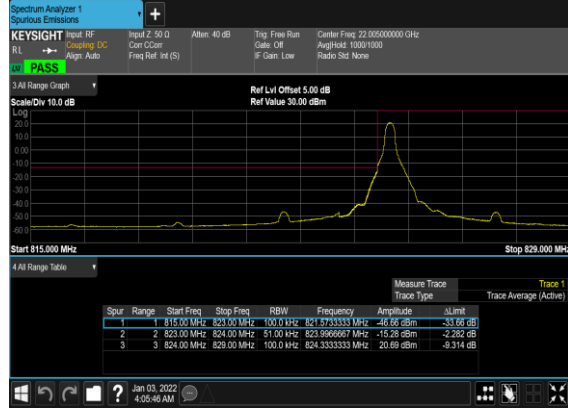 Spectrum Analyzer 1
Spurious Emissions
KEYSIGHT Input: RF Input Z: 50 Ω Atten: 40 dB Trig: Free Run Center Freq: 22.005000000 GHz
RL Coupling: DC Corr CCorr Gate: Off Avg|Hold: 1000/1000
Align: Auto Freq Ref: Int (S) IF Gain: Low Radio Std: None
PASS
3 All Range Graph
Ref Lvl Offset 5.00 dB
Scale/Div 10.0 dB Ref Value 30.00 dBm
Log
20.0
10.0
0.00
-10.0
-20.0
-30.0
-40.0
-50.0
-60.0
Start 815.000 MHz Stop 829.000 MHz
4 All Range Table
Measure Trace Trace 1
Trace Type Trace Average (Active)
Spur Range Start Freq Stop Freq RBW Frequency Amplitude ΔLimit
1 1 815.00 MHz 823.00 MHz 100.0 kHz 821.5733333 MHz -46.66 dBm -33.66 dB
2 2 823.00 MHz 824.00 MHz 51.00 kHz 823.9966667 MHz -15.28 dBm -2.282 dB
3 3 824.00 MHz 829.00 MHz 100.0 kHz 824.3333333 MHz 20.69 dBm -9.314 dB
? Jan 03, 2022
4:05:46 AM